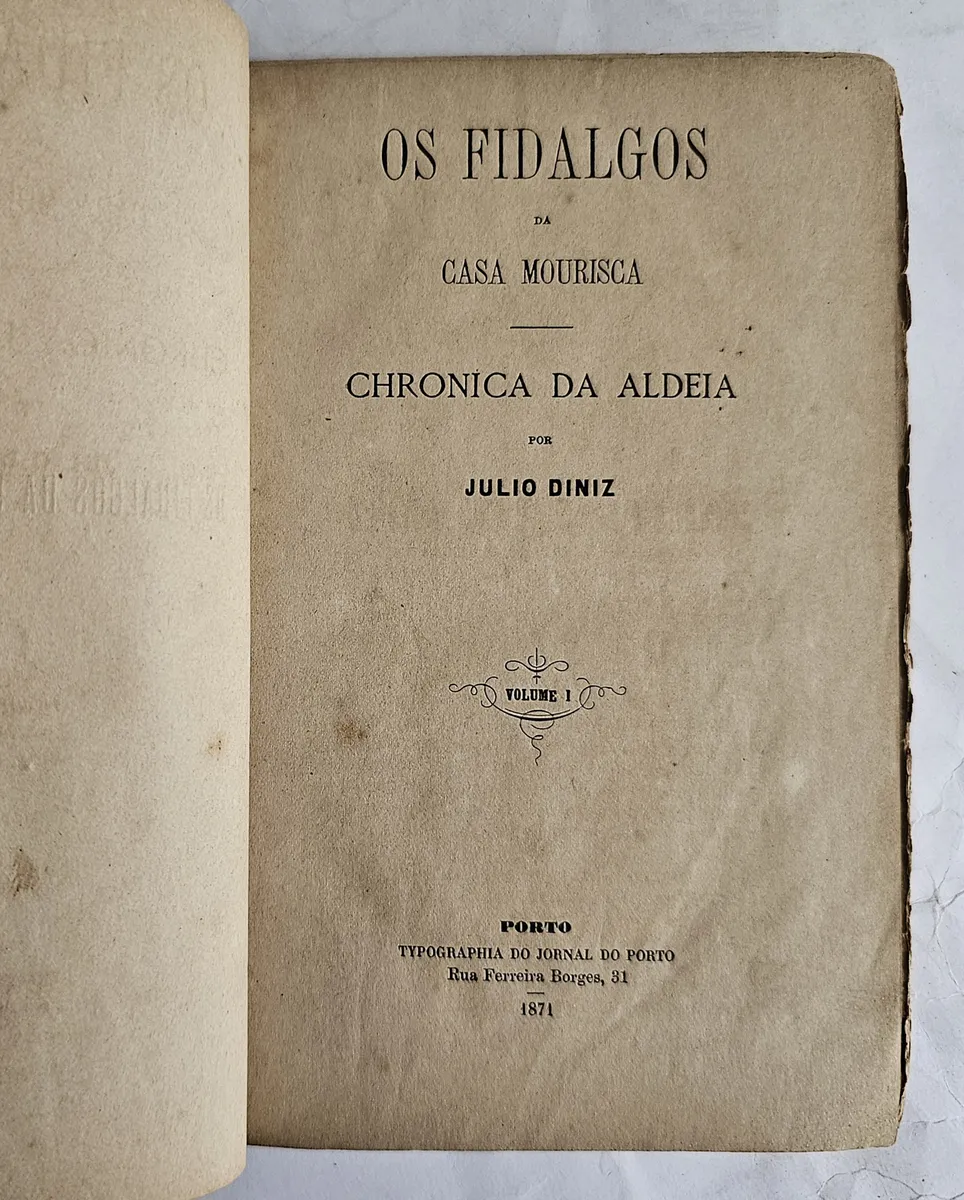 OS FIDALGOS
DA
CASA MOURISCA
CHRONICA DA ALDEIA
POR
JULIO DINIZ
VOLUME I
PORTO
TYPOGRAPHIA DO JORNAL DO PORTO
Rua Ferreira Borges, 31
1871